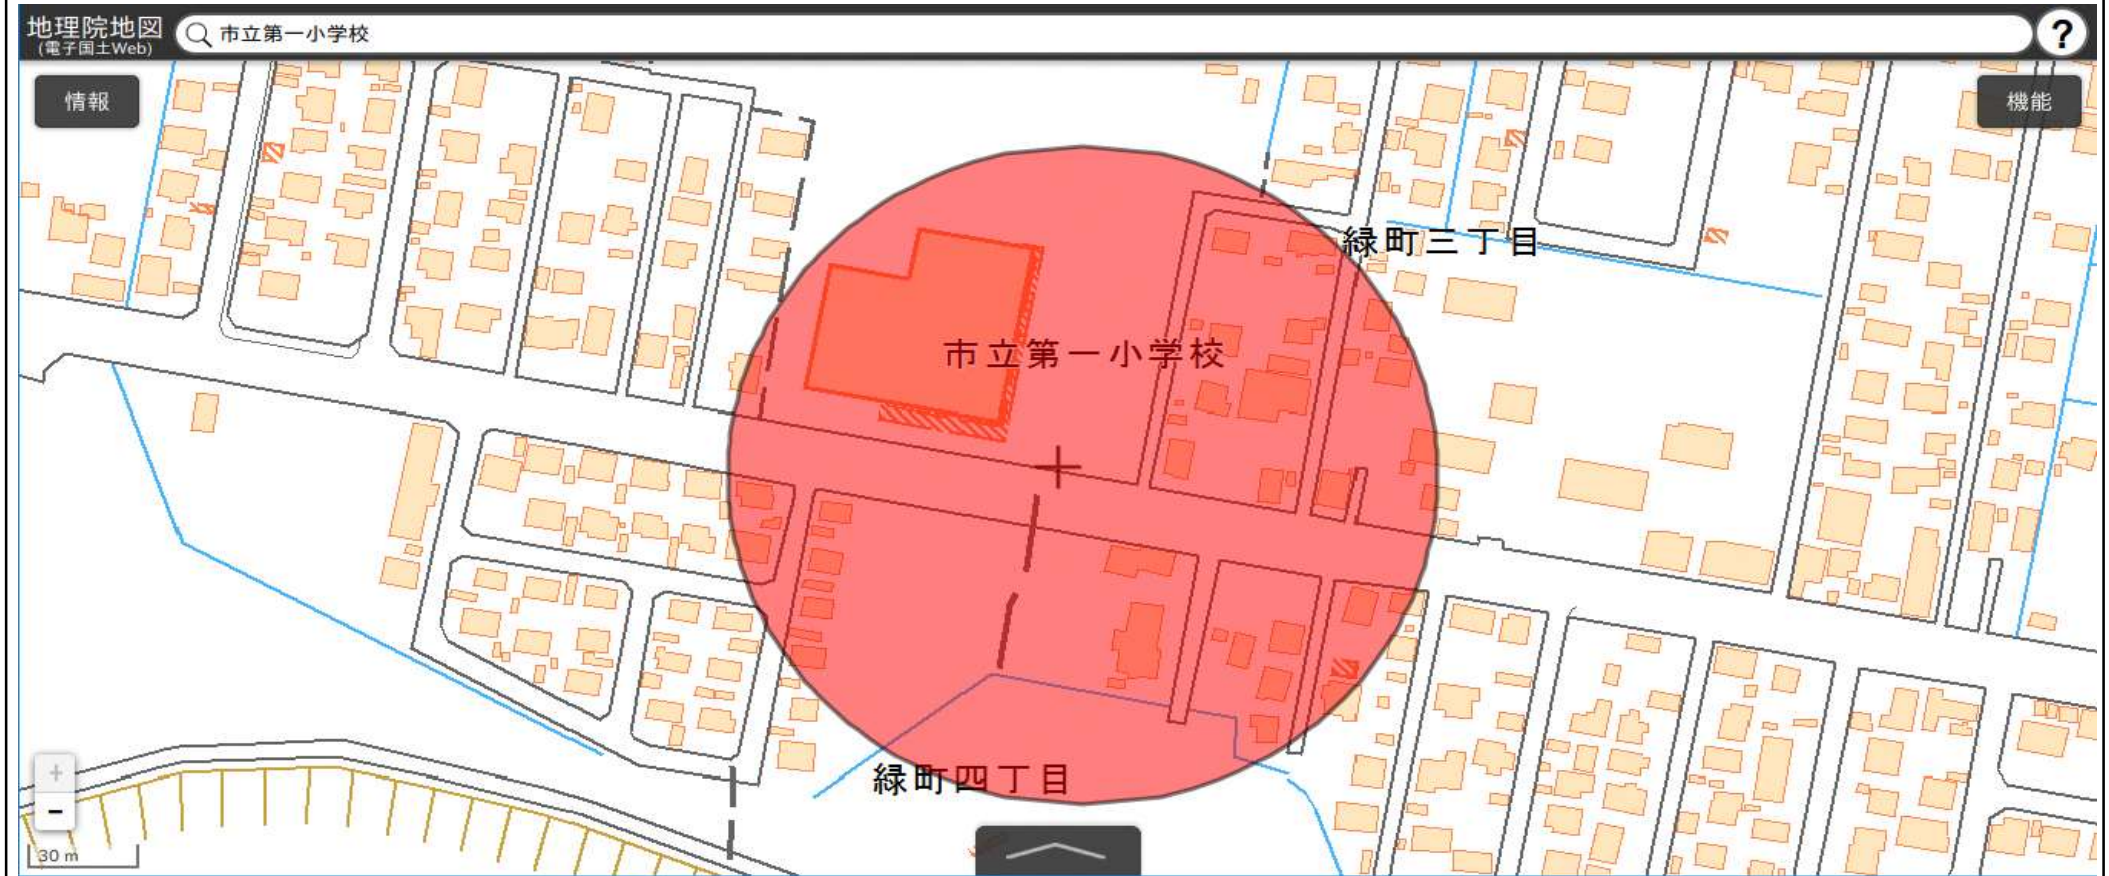 地理院地図
(電子国土Web)
市立第一小学校
?
情報
機能
緑町三丁目
市立第一小学校
緑町四丁目
+
-
30 m